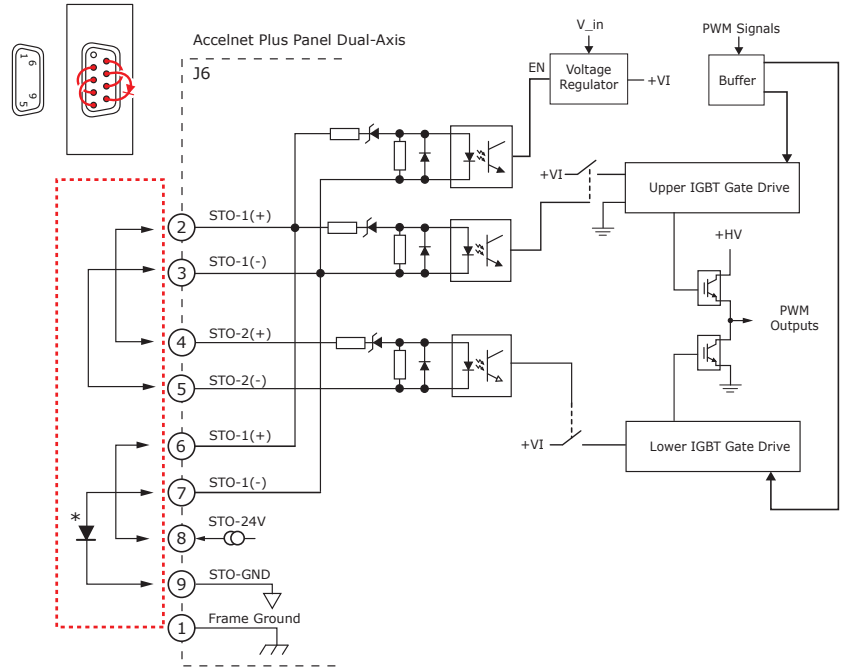 Accelnet Plus Panel Dual-Axis
J6
1
6
9
5
V_in
PWM Signals
EN
Voltage
Regulator
+VI
Buffer
+VI
Upper IGBT Gate Drive
2
STO-1(+)
+HV
3
STO-1(-)
PWM
Outputs
4
STO-2(+)
5
STO-2(-)
6
STO-1(+)
+VI
Lower IGBT Gate Drive
7
STO-1(-)
*
8
STO-24V
9
STO-GND
1
Frame Ground